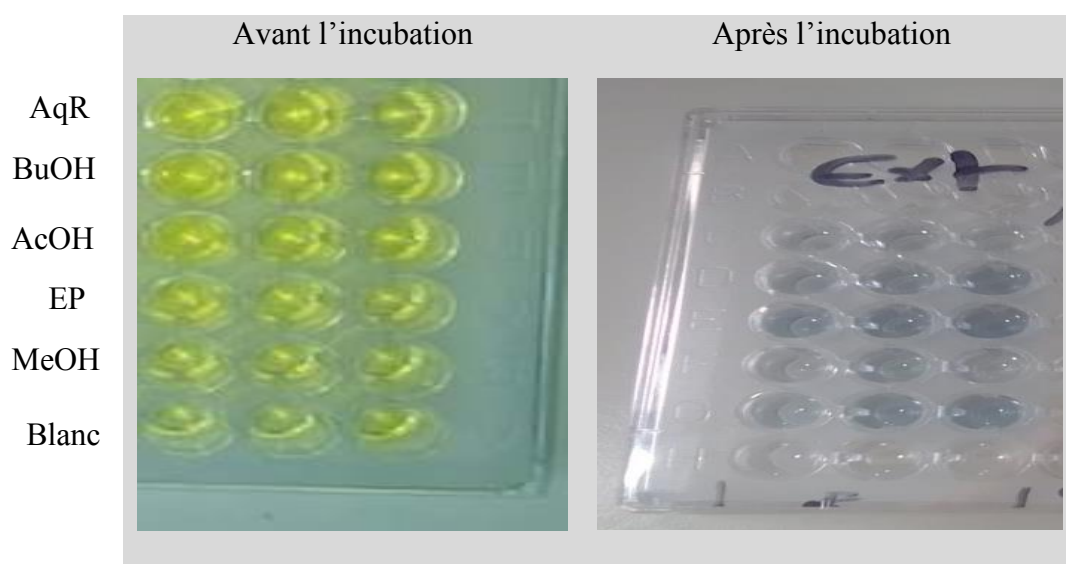 Avant l’incubation
Après l’incubation
AqR
BuOH
AcOH
EP
MeOH
Blanc
Ext